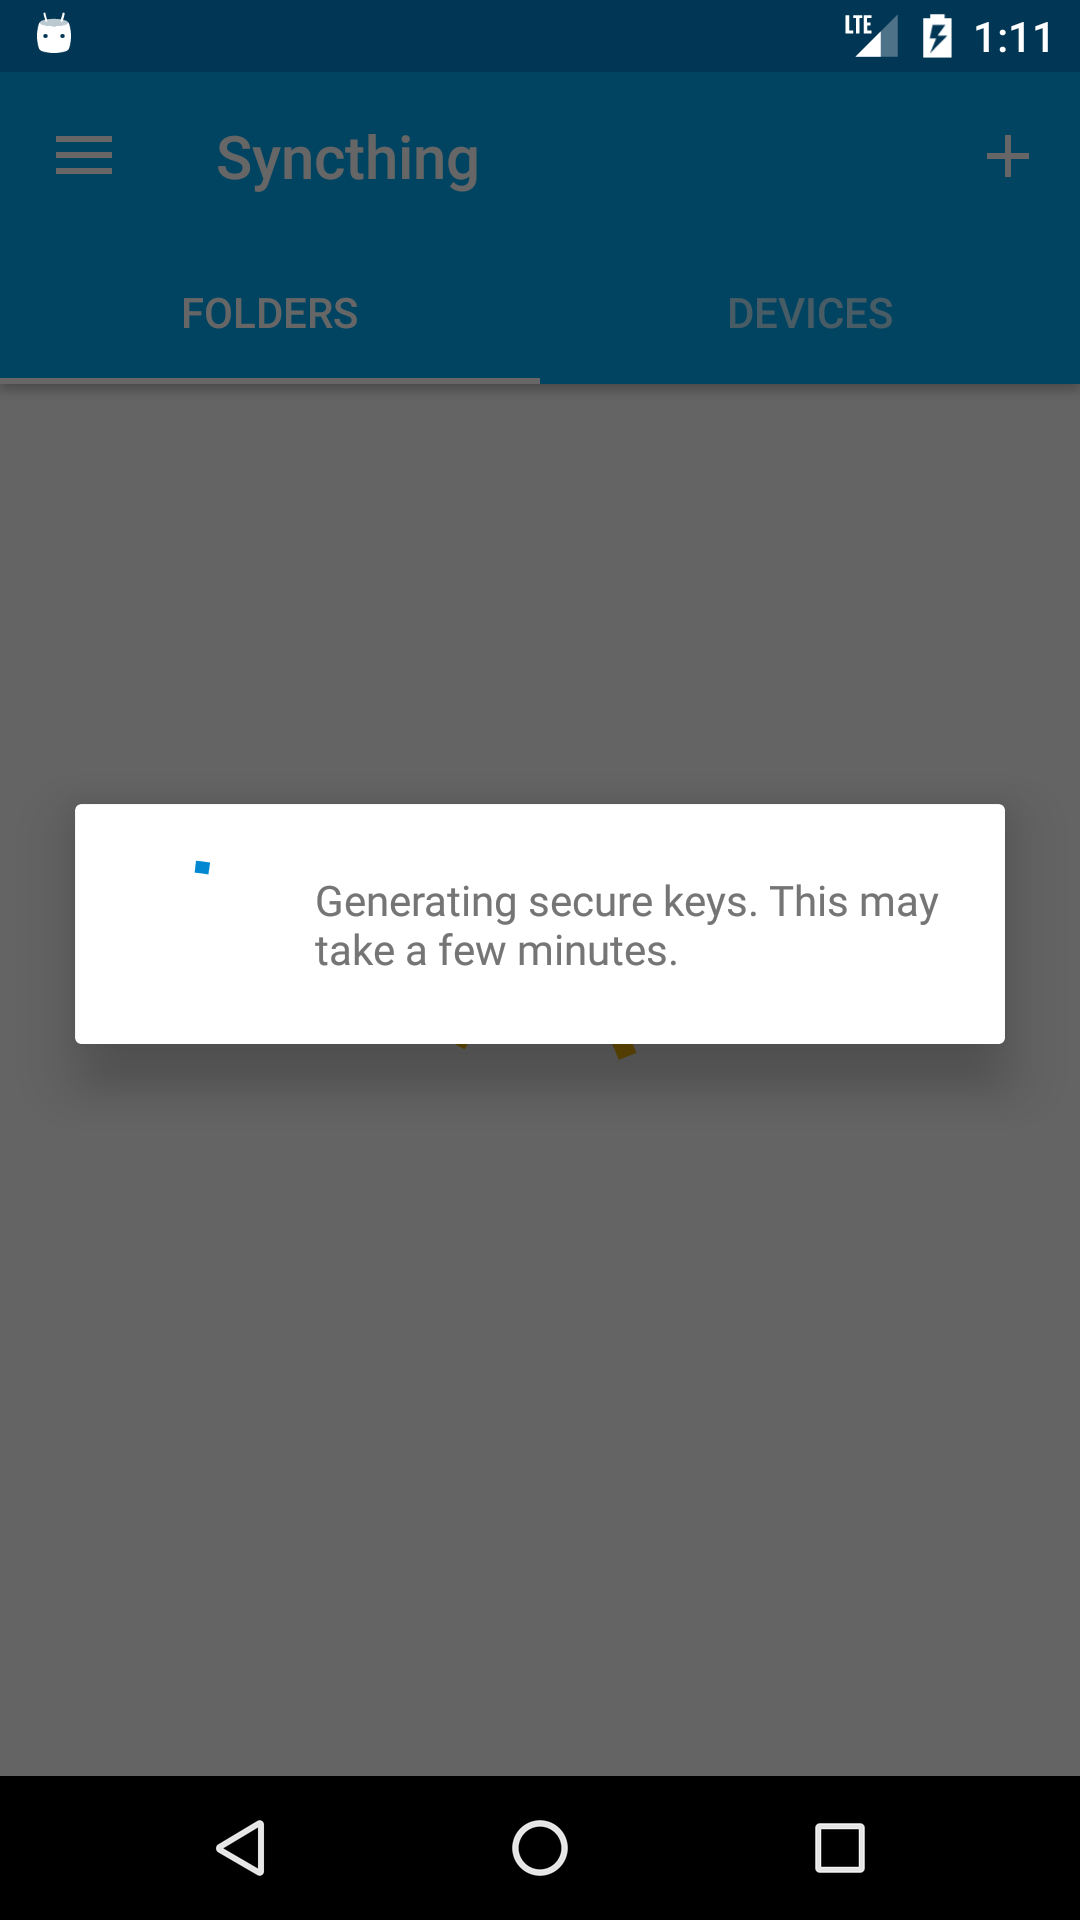 LTE 1:11
Syncthing
FOLDERS DEVICES
Generating secure keys. This may
take a few minutes.